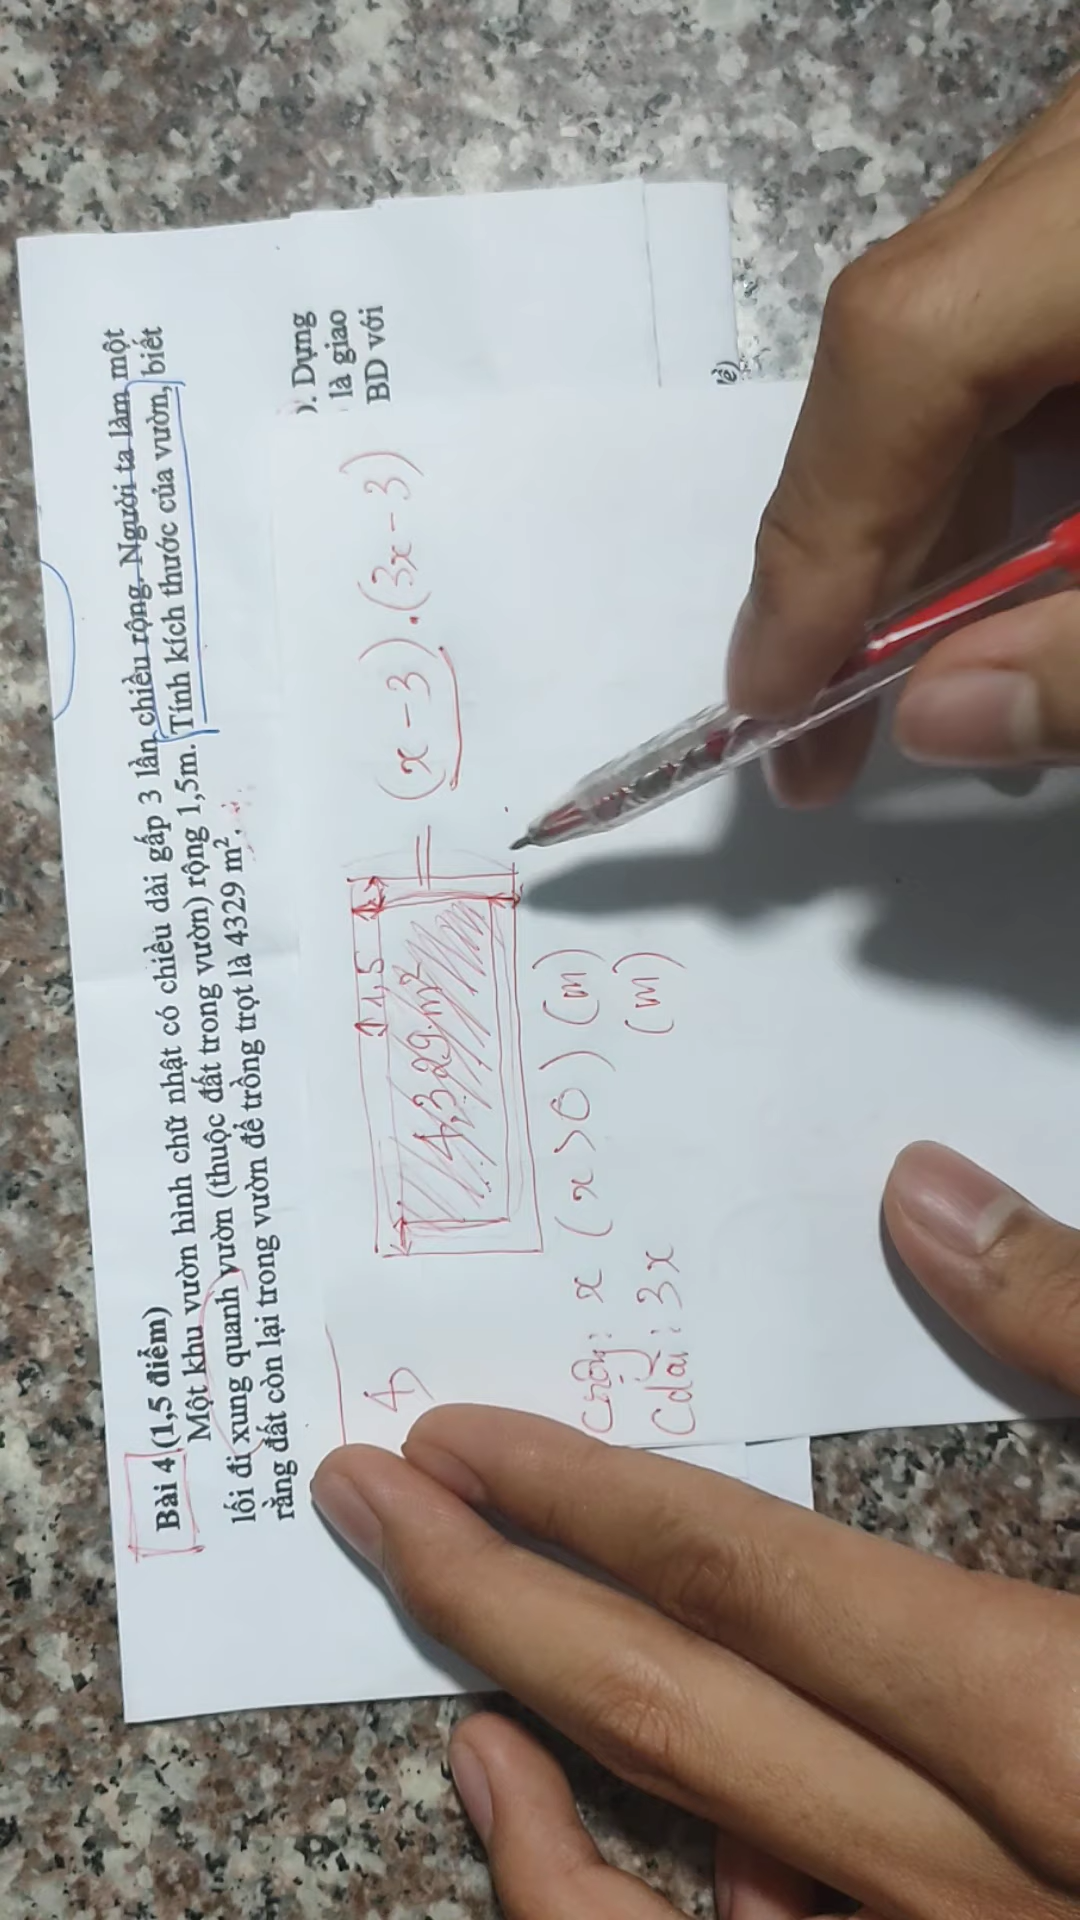 Bài 4 (1,5 điểm)
Một khu vườn hình chữ nhật có chiều dài gấp 3 lần chiều rộng. Người ta làm một
lối đi xung quanh vườn (thuộc đất trong vườn) rộng 1,5m. Tính kích thước của vườn, biết
rằng đất còn lại trong vườn để trồng trọt là 4329 m².
). Dựng
là giao
BD với
4)
1,5
4329 m²
= (x - 3).(3x - 3)
x (x > 0) (m)
Cdài: 3x (m)